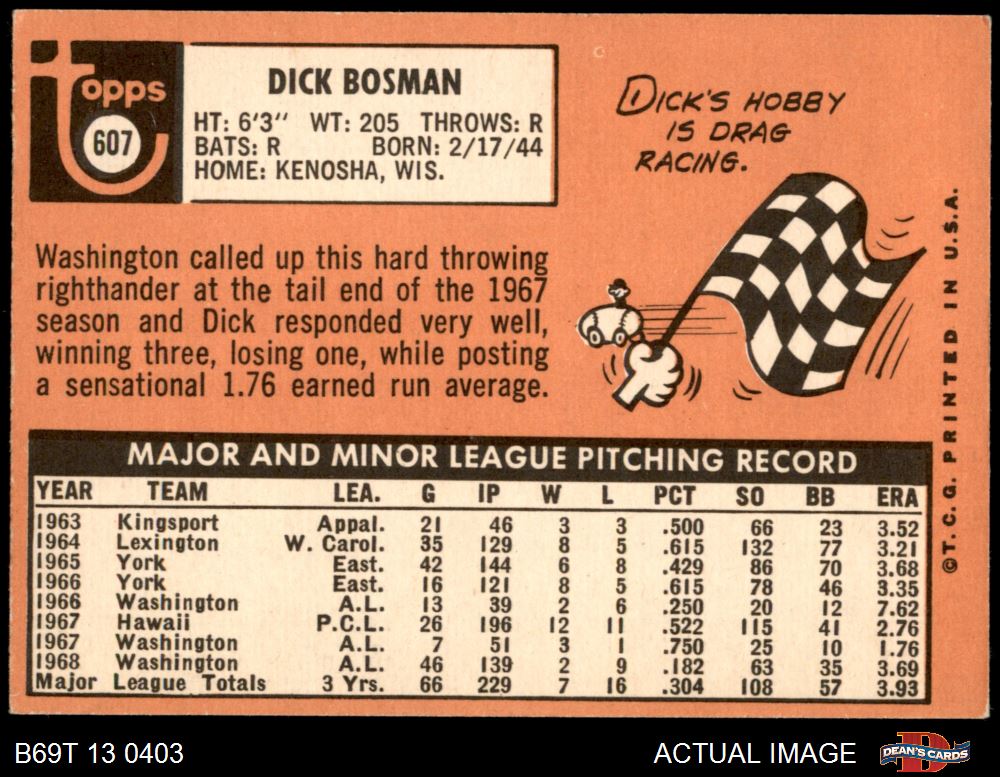 Topps
607
DICK BOSMAN
HT: 6'3" WT: 205 THROWS: R
BATS: R BORN: 2/17/44
HOME: KENOSHA, WIS.
DICK'S HOBBY
IS DRAG
RACING.
Washington called up this hard throwing
righthander at the tail end of the 1967
season and Dick responded very well,
winning three, losing one, while posting
a sensational 1.76 earned run average.
©T.C.G. PRINTED IN U.S.A.
MAJOR AND MINOR LEAGUE PITCHING RECORD
YEAR TEAM LEA. G IP W L PCT SO BB ERA
1963 Kingsport Appal. 21 46 3 3 .500 66 23 3.52
1964 Lexington W. Carol. 35 129 8 5 .615 132 77 3.21
1965 York East. 42 144 6 8 .429 86 70 3.68
1966 York East. 16 121 8 5 .615 78 46 3.35
1966 Washington A.L. 13 39 2 6 .250 20 12 7.62
1967 Hawaii P.C.L. 26 196 12 11 .522 115 41 2.76
1967 Washington A.L. 7 51 3 1 .750 25 10 1.76
1968 Washington A.L. 46 139 2 9 .182 63 35 3.69
Major League Totals 3 Yrs. 66 229 7 16 .304 108 57 3.93
B69T 13 0403 ACTUAL IMAGE DEAN'S CARDS